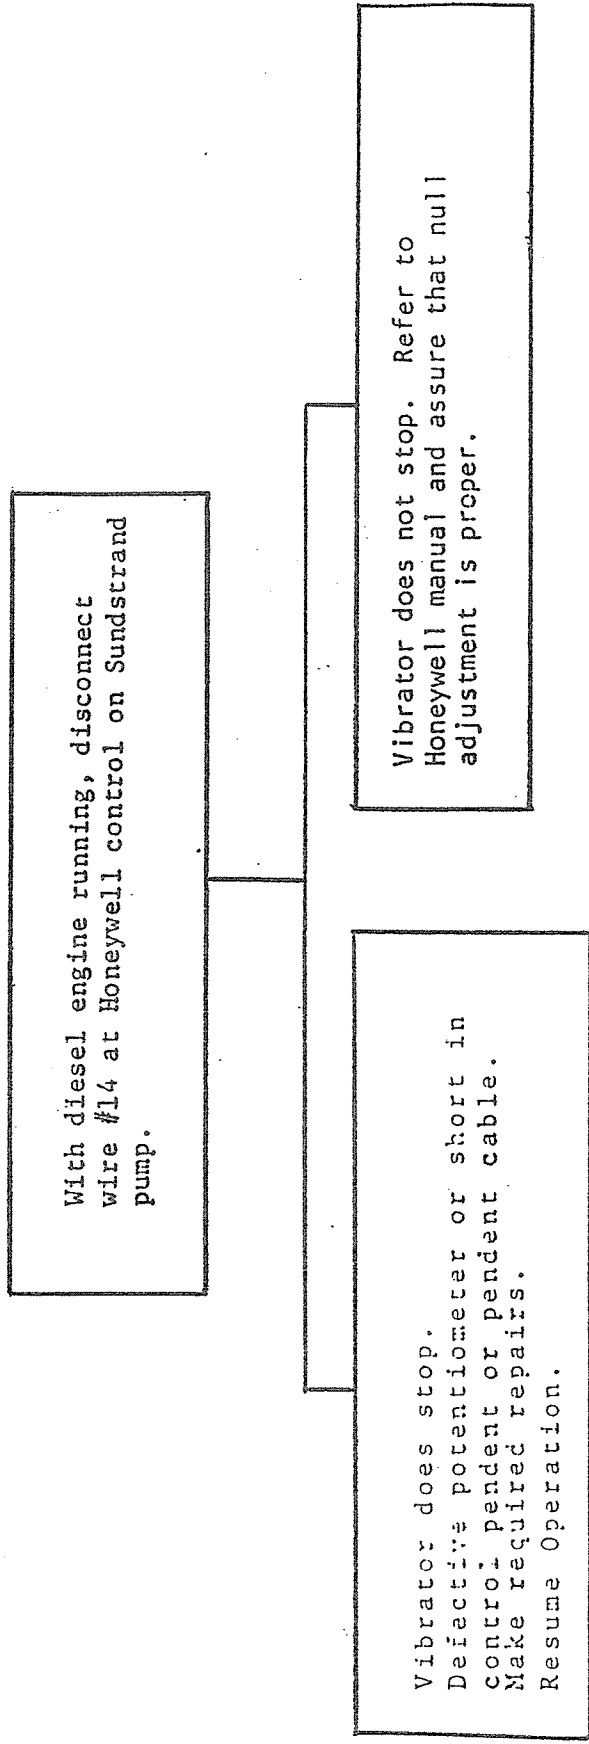 With diesel engine running, disconnect
wire #14 at Honeywell control on Sundstrand
pump.
Vibrator does stop.
Defective potentiometer or short in
control pendent or pendent cable.
Make required repairs.
Resume Operation.
Vibrator does not stop. Refer to
Honeywell manual and assure that null
adjustment is proper.